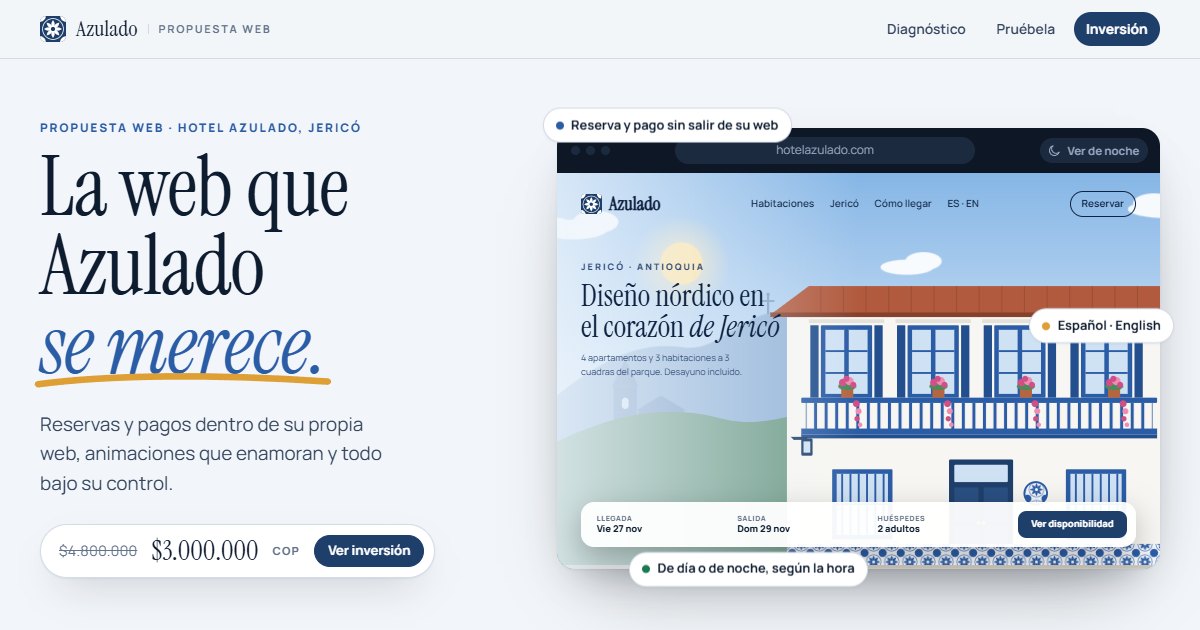 Azulado
PROPUESTA WEB
Diagnóstico
Pruébela
Inversión
PROPUESTA WEB · HOTEL AZULADO, JERICÓ
La web que
Azulado
se merece.
Reservas y pagos dentro de su propia
web, animaciones que enamoran y todo
bajo su control.
$4.800.000
$3.000.000
COP
Ver inversión
Reserva y pago sin salir de su web
hotelazulado.com
Ver de noche
Azulado
Habitaciones
Jericó
Cómo llegar
ES · EN
Reservar
JERICÓ · ANTIOQUIA
Diseño nórdico en
el corazón de Jericó
4 apartamentos y 3 habitaciones a 3
cuadras del parque. Desayuno incluido.
Español · English
LLEGADA
Vie 27 nov
SALIDA
Dom 29 nov
HUÉSPEDES
2 adultos
Ver disponibilidad
De día o de noche, según la hora